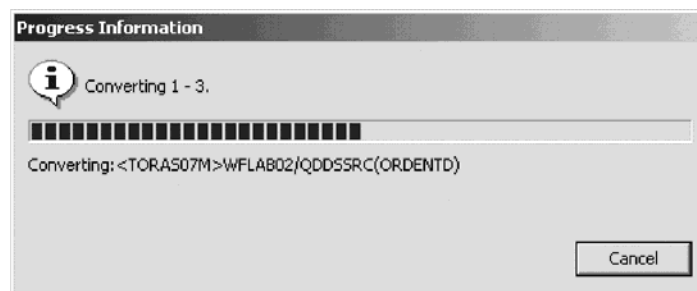 Progress Information
Converting 1 - 3.
Converting:<TORAS07M>WFLAB02/QDDSSRC(ORDENTD)
Cancel